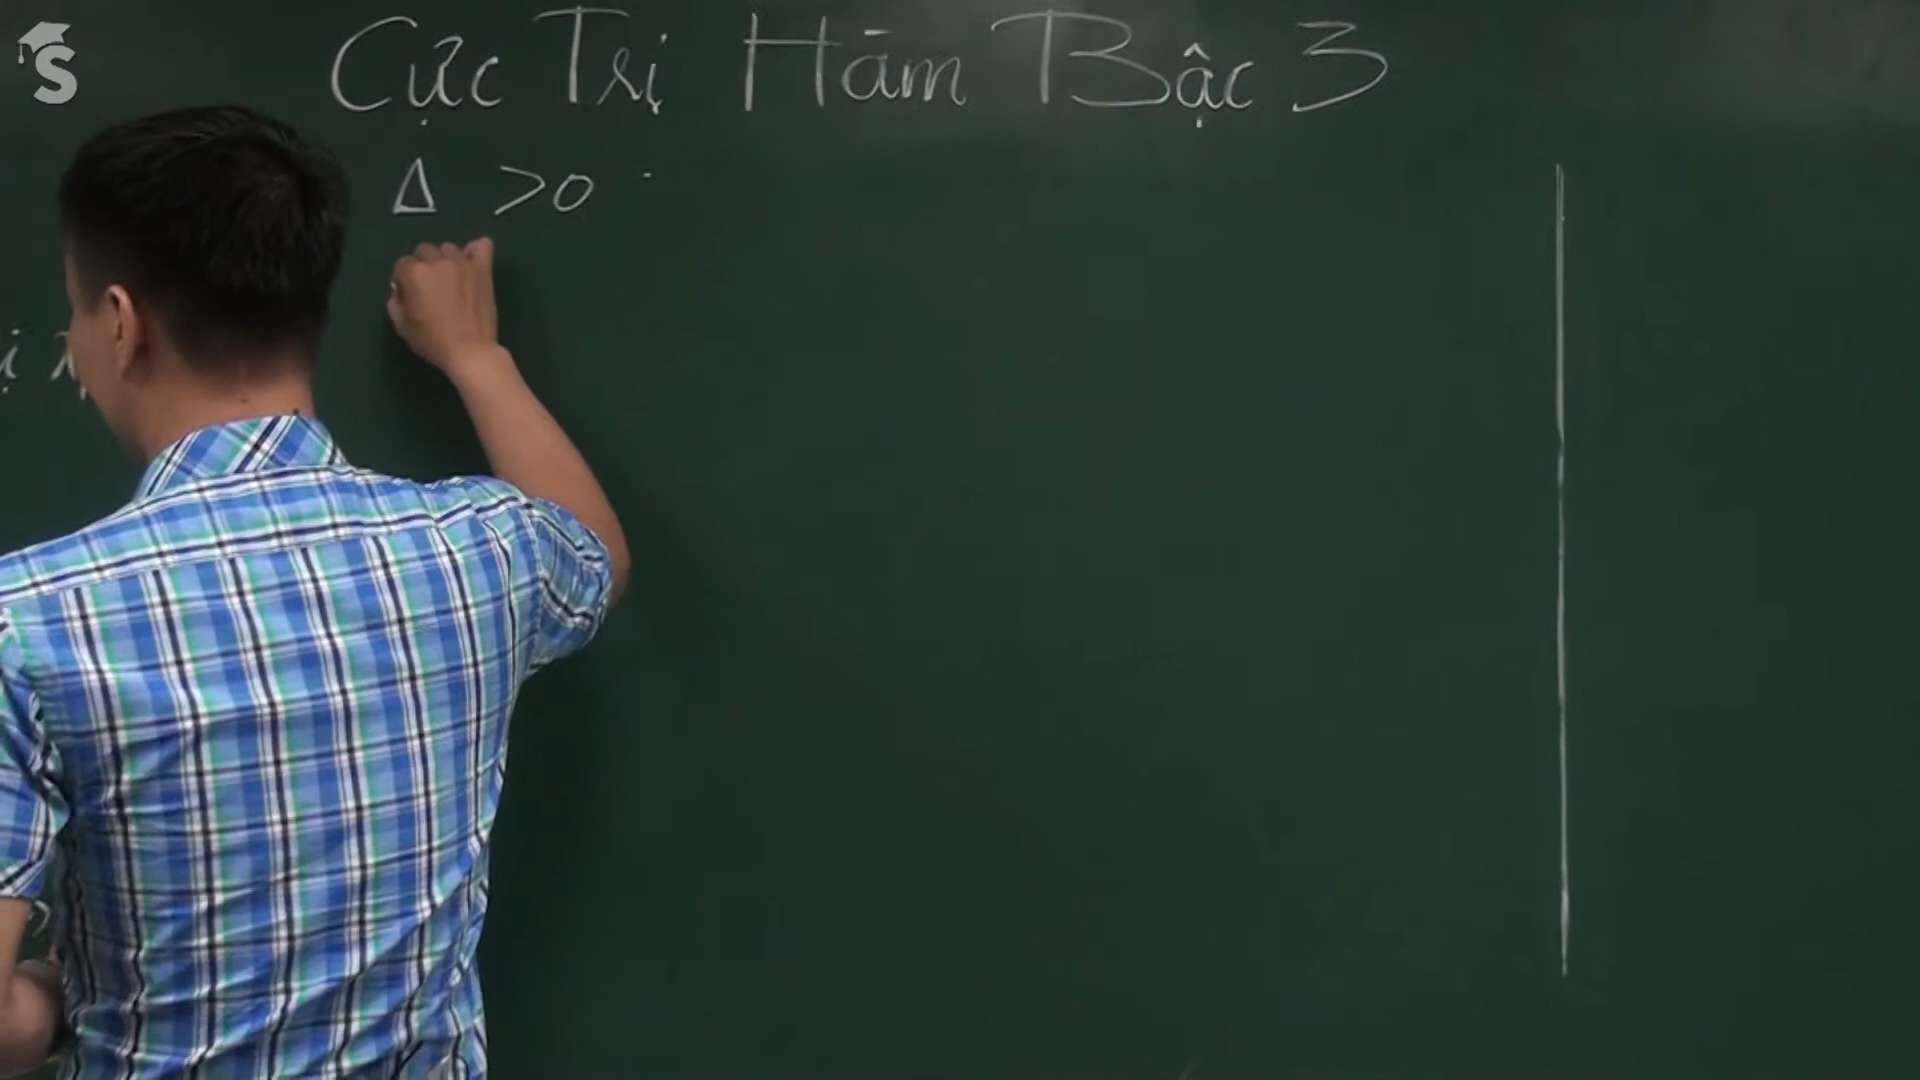 Cực Trị Hàm Bậc 3
Δ >0
S